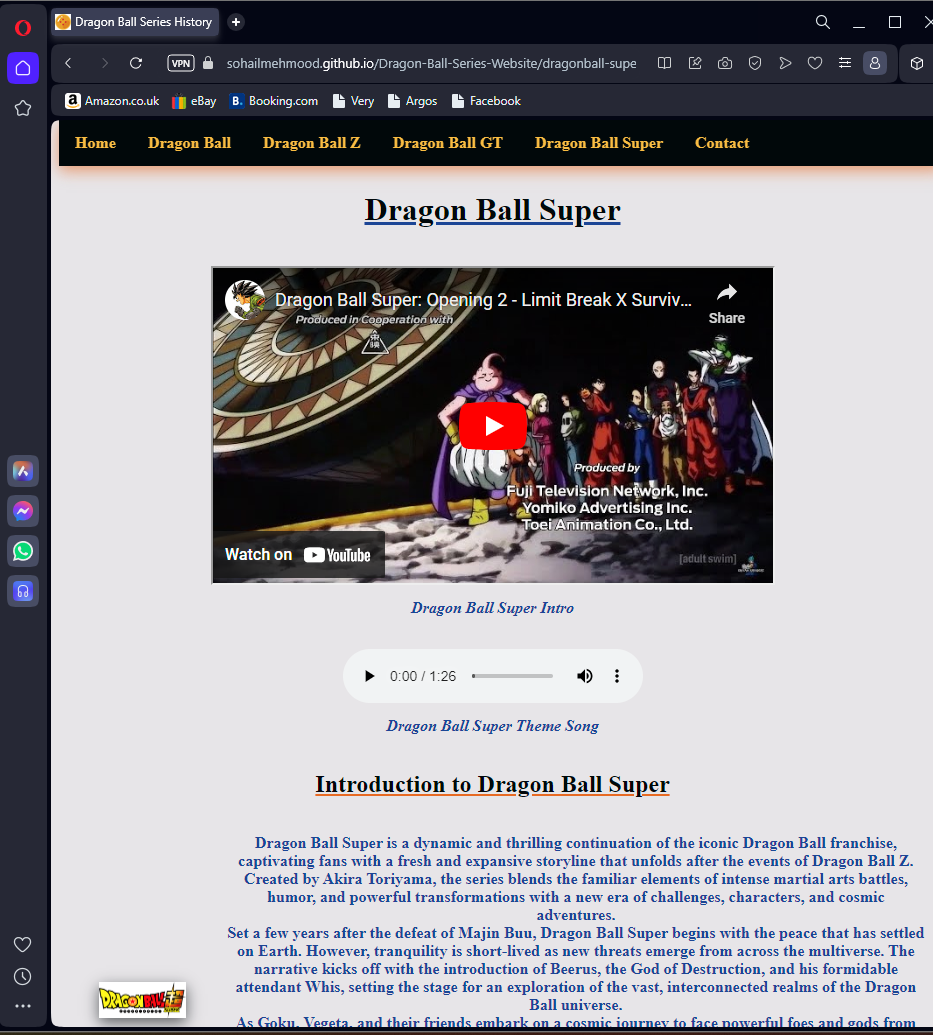 Dragon Ball Series History
VPN
sohailmehmood.github.io/Dragon-Ball-Series-Website/dragonball-supe
Amazon.co.uk
eBay
Booking.com
Very
Argos
Facebook
Home
Dragon Ball
Dragon Ball Z
Dragon Ball GT
Dragon Ball Super
Contact
Dragon Ball Super
Dragon Ball Super: Opening 2 - Limit Break X Surviv...
Share
Produced in Cooperation with
Produced by
Fuji Television Network, Inc.
Yomiko Advertising Inc.
Toei Animation Co., Ltd.
Watch on YouTube
[adult swim]
Dragon Ball Super Intro
0:00 / 1:26
Dragon Ball Super Theme Song
Introduction to Dragon Ball Super
Dragon Ball Super is a dynamic and thrilling continuation of the iconic Dragon Ball franchise,
captivating fans with a fresh and expansive storyline that unfolds after the events of Dragon Ball Z.
Created by Akira Toriyama, the series blends the familiar elements of intense martial arts battles,
humor, and powerful transformations with a new era of challenges, characters, and cosmic
adventures.
Set a few years after the defeat of Majin Buu, Dragon Ball Super begins with the peace that has settled
on Earth. However, tranquility is short-lived as new threats emerge from across the multiverse. The
narrative kicks off with the introduction of Beerus, the God of Destruction, and his formidable
attendant Whis, setting the stage for an exploration of the vast, interconnected realms of the Dragon
Ball universe.
As Goku, Vegeta, and their friends embark on a cosmic journey to face powerful foes and gods from
DRAGONBALL